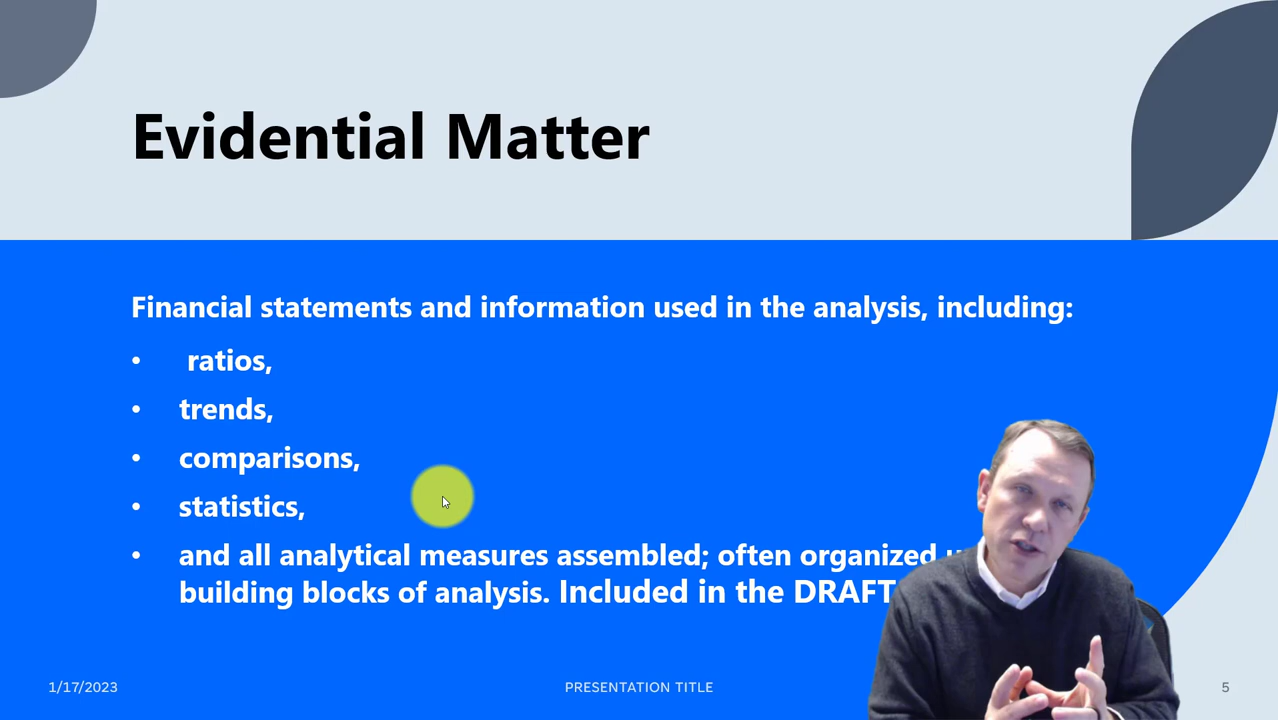 Evidential Matter
Financial statements and information used in the analysis, including:
• ratios,
• trends,
• comparisons,
• statistics,
• and all analytical measures assembled; often organized
building blocks of analysis. Included in the DRAFT
1/17/2023
PRESENTATION TITLE
5